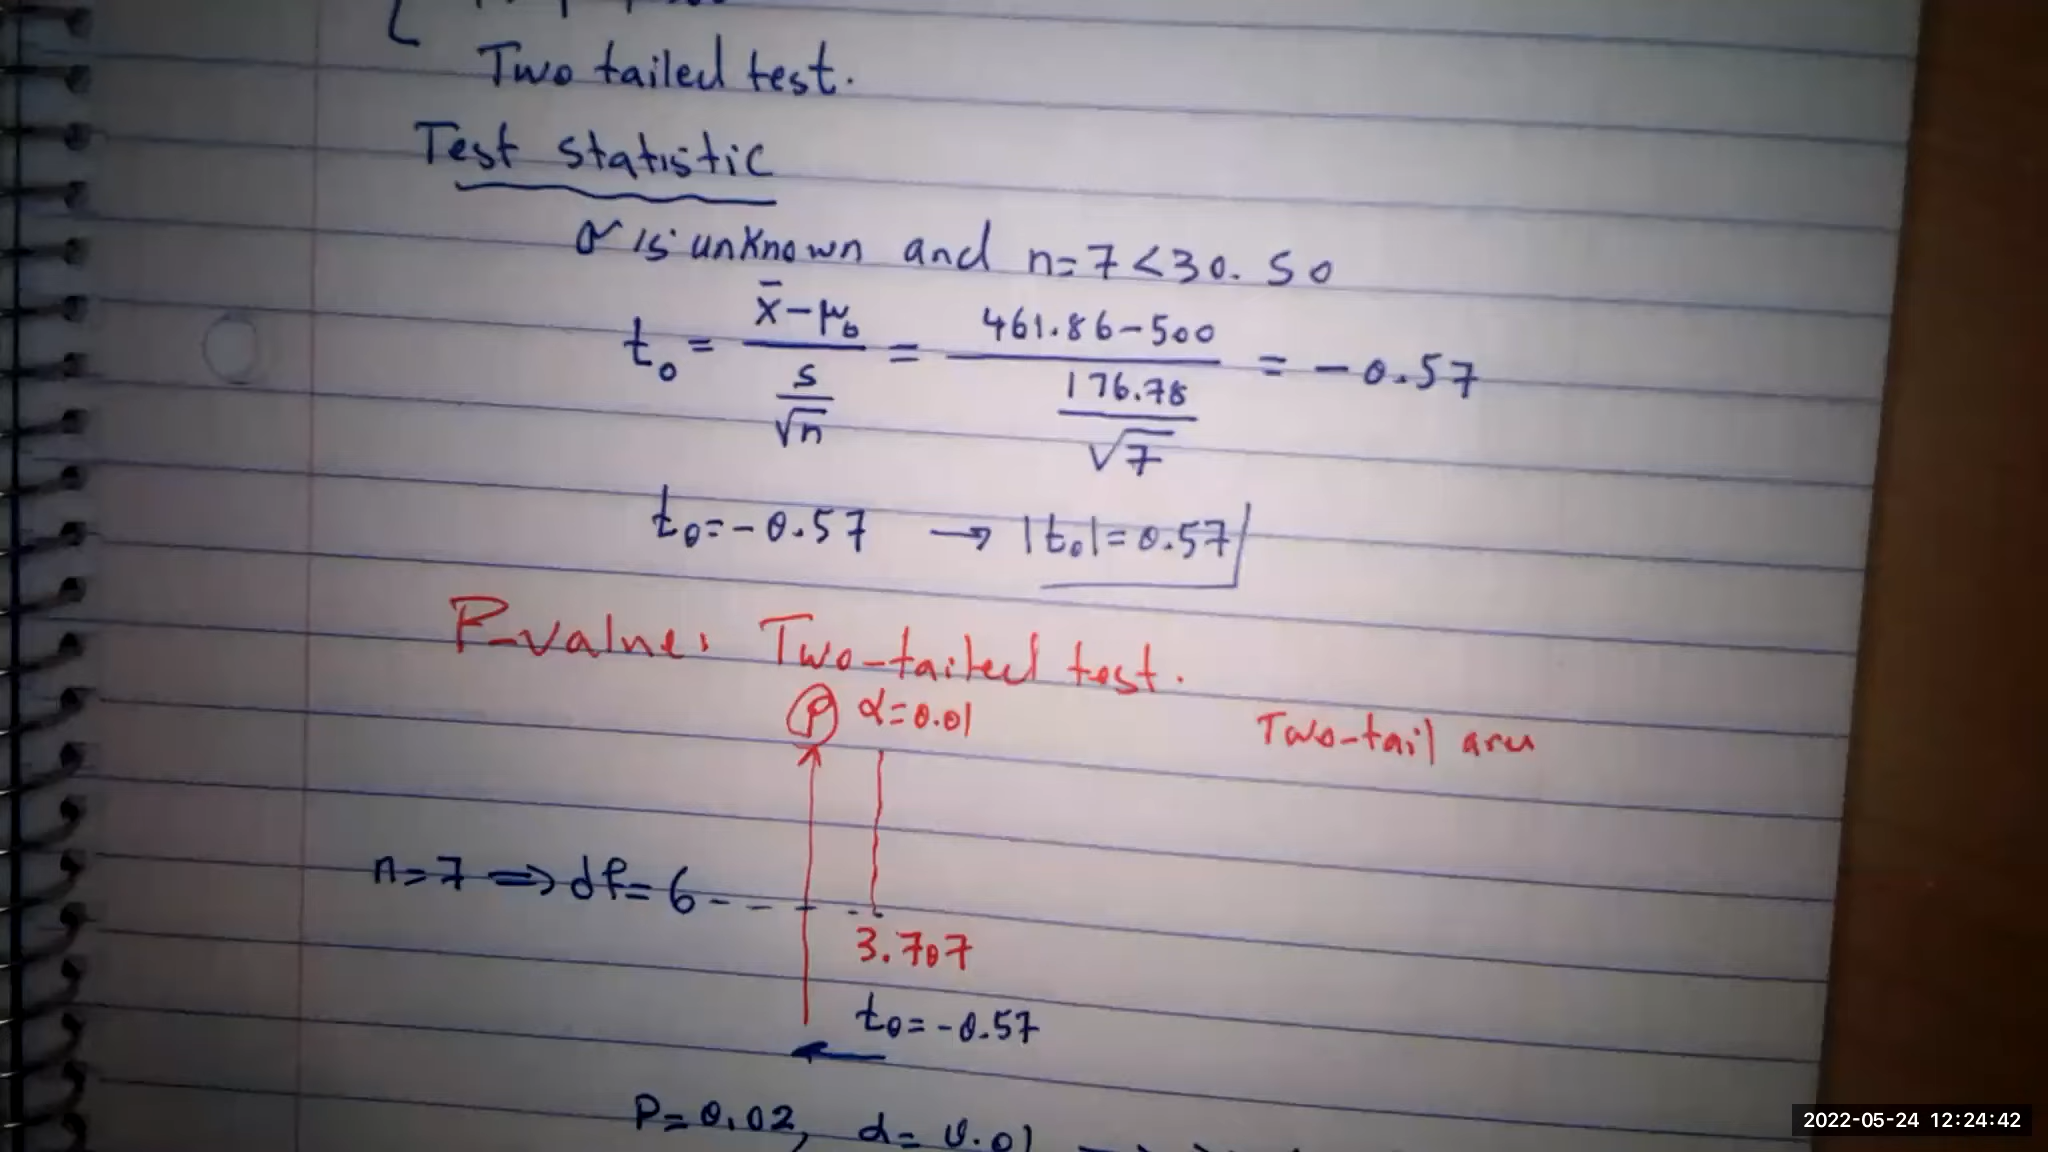 Two tailed test.
Test statistic
σ is unknown and n=7<30. So
t₀ = (x̄-μ₀)/(s/√n) = (461.86-500)/(176.78/√7) = -0.57
t₀=-0.57 → |t₀|=0.57
P-value: Two-tailed test.
P α=0.01 Two-tail area
n=7 ⇒ df=6
3.707
t₀=-0.57
P=0.02, α=0.01
2022-05-24 12:24:42